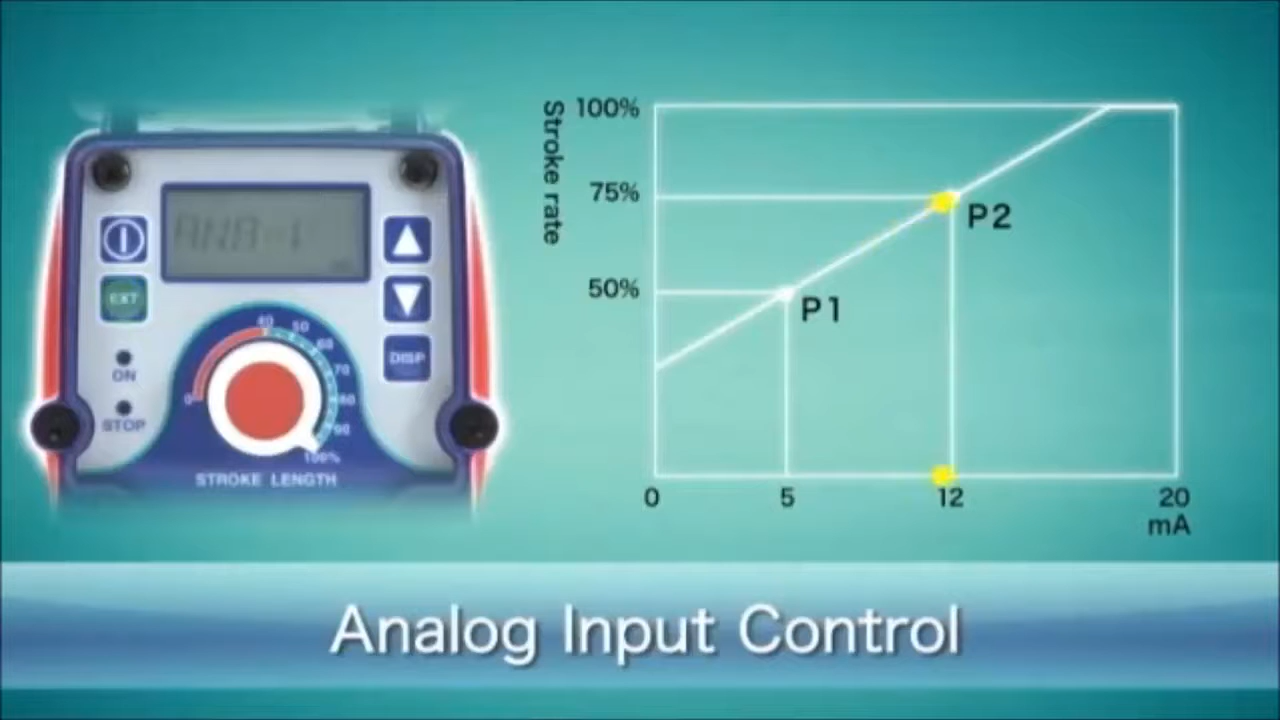 EXT
ON
STOP
DISP
0
40
50
60
70
80
90
100%
STROKE LENGTH
Stroke rate
100%
75%
50%
P2
P1
0
5
12
20
mA
Analog Input Control